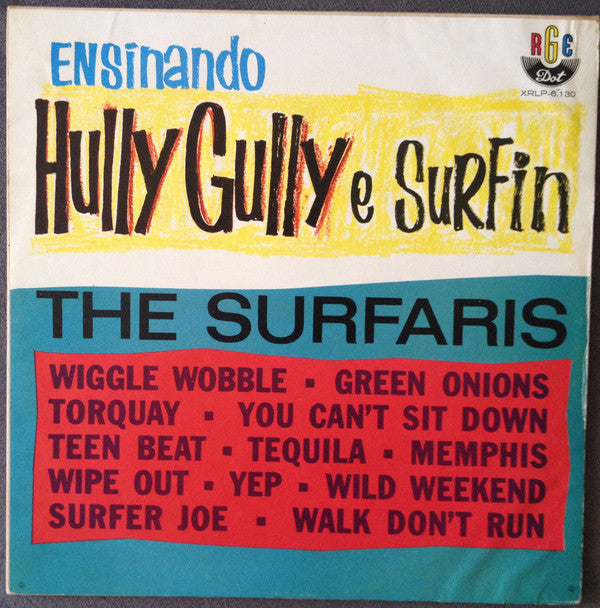 ENSINANDO
RGE
Dot
XRLP-6.130
Hully Gully e SURFin
THE SURFARIS
WIGGLE WOBBLE ▪ GREEN ONIONS
TORQUAY ▪ YOU CAN'T SIT DOWN
TEEN BEAT ▪ TEQUILA ▪ MEMPHIS
WIPE OUT ▪ YEP ▪ WILD WEEKEND
SURFER JOE ▪ WALK DON'T RUN